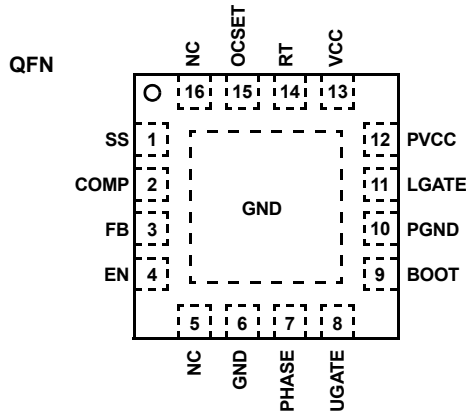 QFN
NC OCSET RT VCC
16 15 14 13
SS 1 12 PVCC
COMP 2 11 LGATE
GND
FB 3 10 PGND
EN 4 9 BOOT
5 6 7 8
NC GND PHASE UGATE